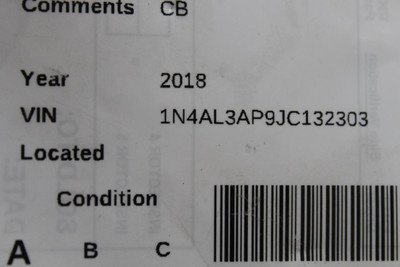 Comments CB
Year 2018
VIN 1N4AL3AP9JC132303
Located
Condition
A B C